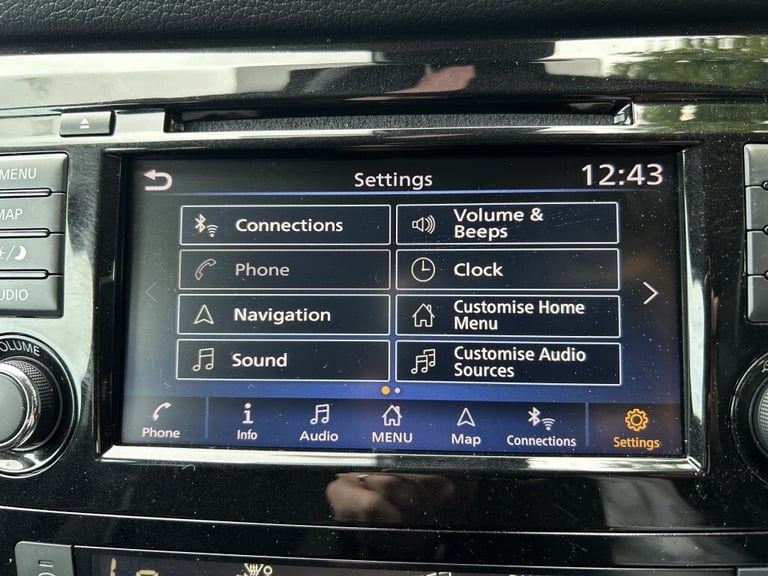 Settings
12:43
MENU
MAP
VOLUME
Connections
Volume &
Beeps
Phone
Clock
Navigation
Customise Home
Menu
Sound
Customise Audio
Sources
Phone
Info
Audio
MENU
Map
Connections
Settings